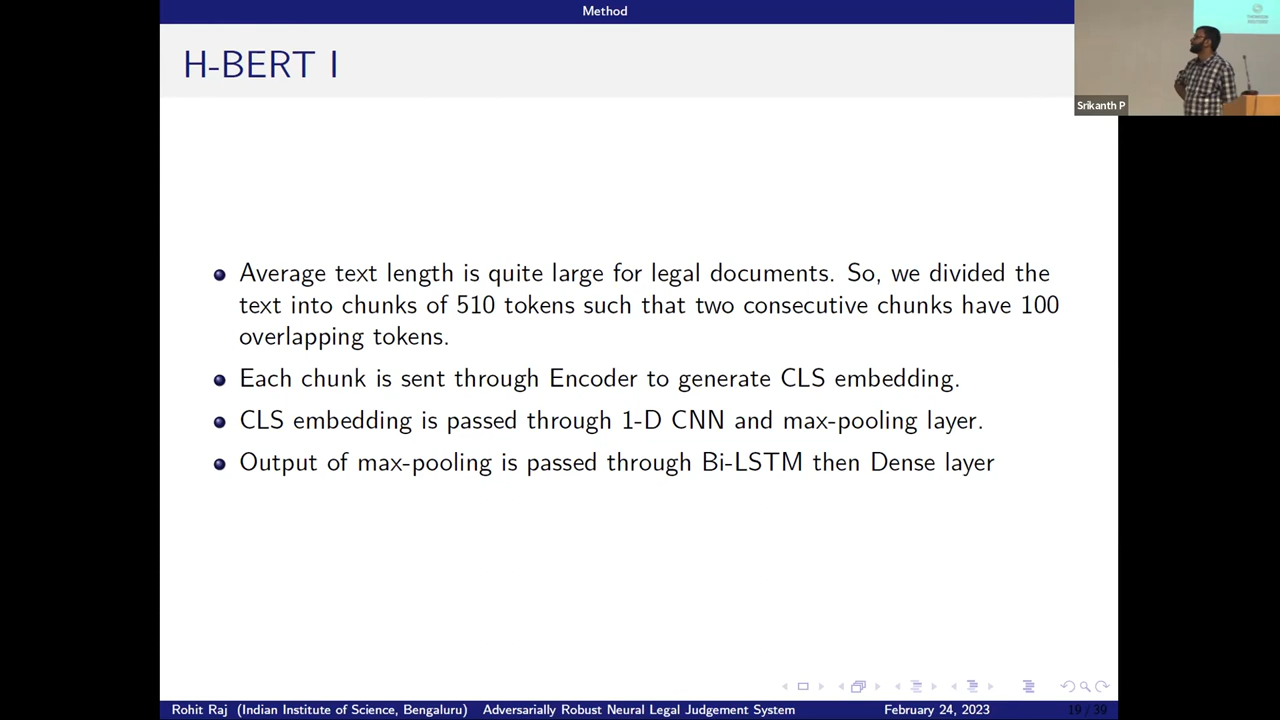 Method
H-BERT I
THOMSON
REUTERS
Srikanth P
Average text length is quite large for legal documents. So, we divided the
text into chunks of 510 tokens such that two consecutive chunks have 100
overlapping tokens.
Each chunk is sent through Encoder to generate CLS embedding.
CLS embedding is passed through 1-D CNN and max-pooling layer.
Output of max-pooling is passed through Bi-LSTM then Dense layer
Rohit Raj (Indian Institute of Science, Bengaluru) Adversarially Robust Neural Legal Judgement System February 24, 2023 19 / 39